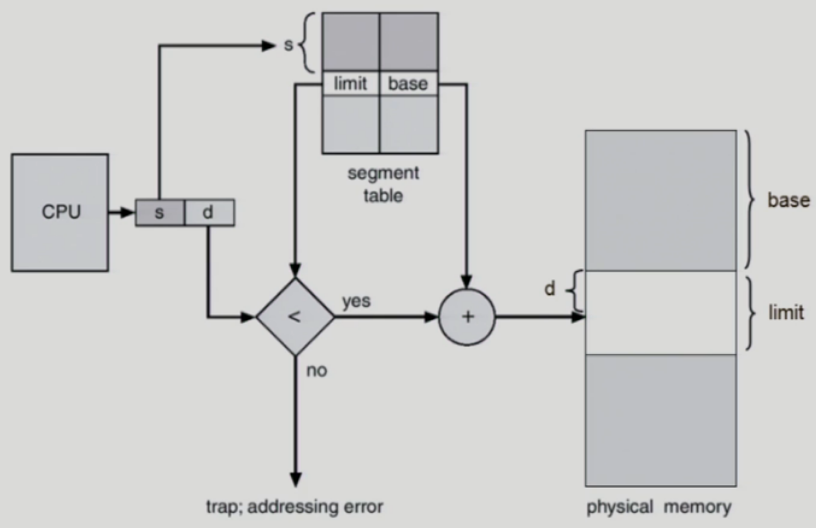 s
limit base
segment
table
CPU
s d
base
d
limit
<
yes
+
no
trap; addressing error
physical memory